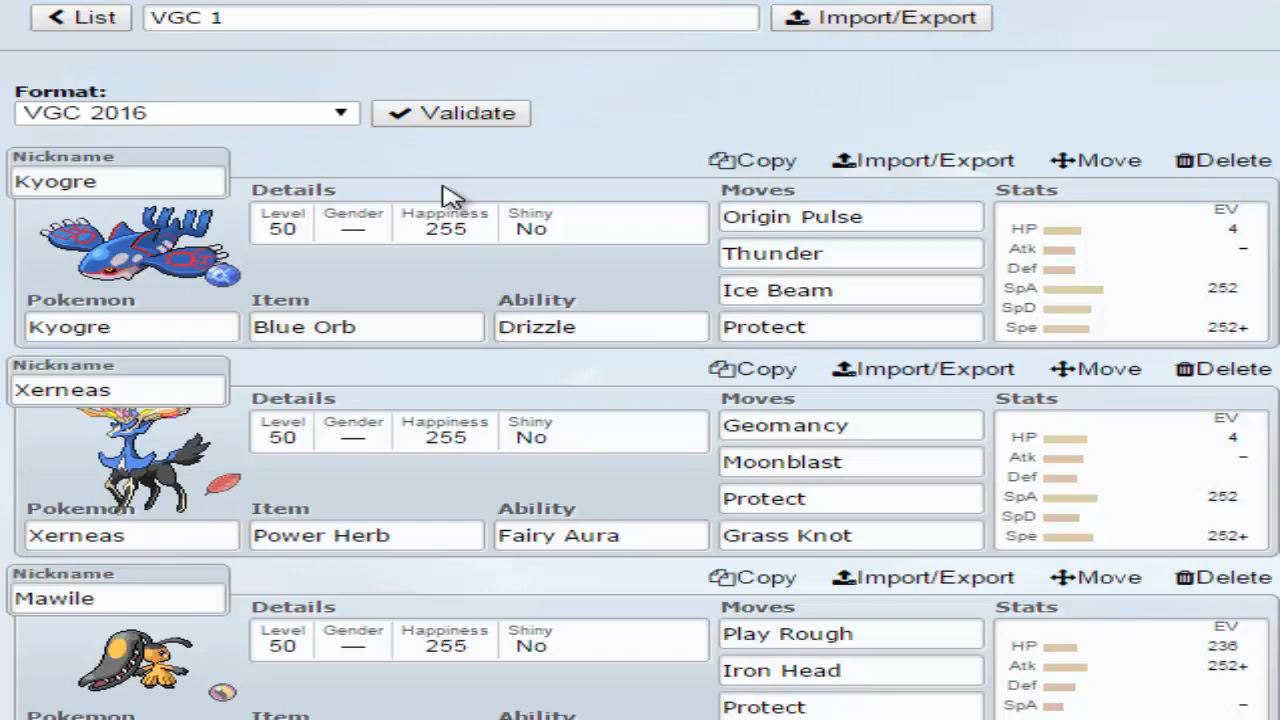 List
VGC 1
Import/Export
Format:
VGC 2016
Validate
Nickname
Kyogre
Copy Import/Export Move Delete
Details
Level Gender Happiness Shiny
50 — 255 No
Pokemon Item Ability
Kyogre Blue Orb Drizzle
Moves
Origin Pulse
Thunder
Ice Beam
Protect
Stats
EV
HP 4
Atk –
Def
SpA 252
SpD
Spe 252+
Nickname
Xerneas
Copy Import/Export Move Delete
Details
Level Gender Happiness Shiny
50 — 255 No
Pokemon Item Ability
Xerneas Power Herb Fairy Aura
Moves
Geomancy
Moonblast
Protect
Grass Knot
Stats
EV
HP 4
Atk –
Def
SpA 252
SpD
Spe 252+
Nickname
Mawile
Copy Import/Export Move Delete
Details
Level Gender Happiness Shiny
50 — 255 No
Pokemon Item Ability
Moves
Play Rough
Iron Head
Protect
Stats
EV
HP 236
Atk 252+
Def
SpA –